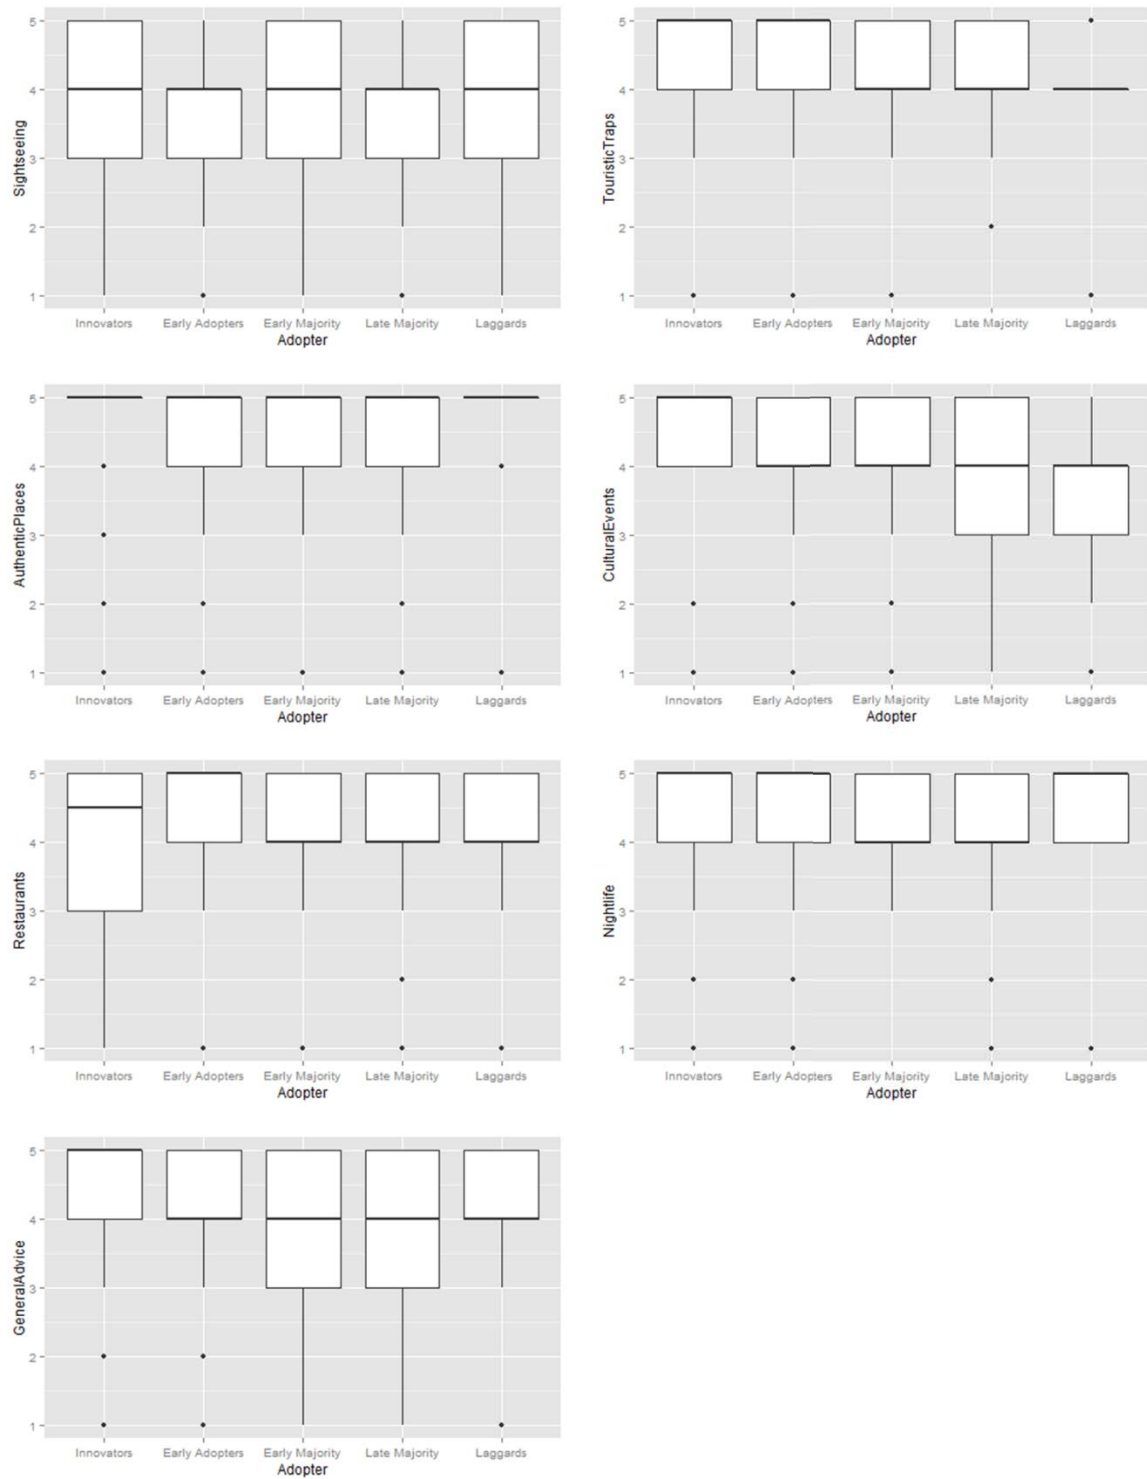 Sightseeing
5
4
3
2
1
Innovators Early Adopters Early Majority Late Majority Laggards
Adopter
TouristicTraps
5
4
3
2
1
Innovators Early Adopters Early Majority Late Majority Laggards
Adopter
AuthenticPlaces
5
4
3
2
1
Innovators Early Adopters Early Majority Late Majority Laggards
Adopter
CulturalEvents
5
4
3
2
1
Innovators Early Adopters Early Majority Late Majority Laggards
Adopter
Restaurants
5
4
3
2
1
Innovators Early Adopters Early Majority Late Majority Laggards
Adopter
Nightlife
5
4
3
2
1
Innovators Early Adopters Early Majority Late Majority Laggards
Adopter
GeneralAdvice
5
4
3
2
1
Innovators Early Adopters Early Majority Late Majority Laggards
Adopter